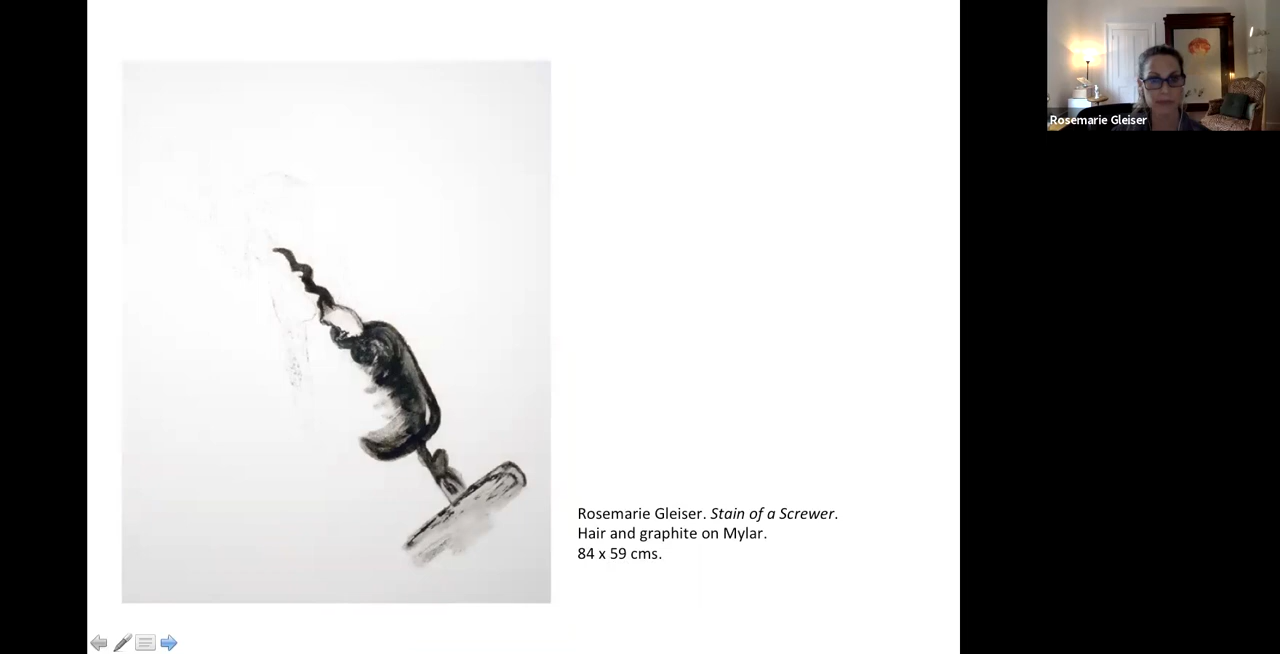 Rosemarie Gleiser
Rosemarie Gleiser. Stain of a Screwer.
Hair and graphite on Mylar.
84 x 59 cms.